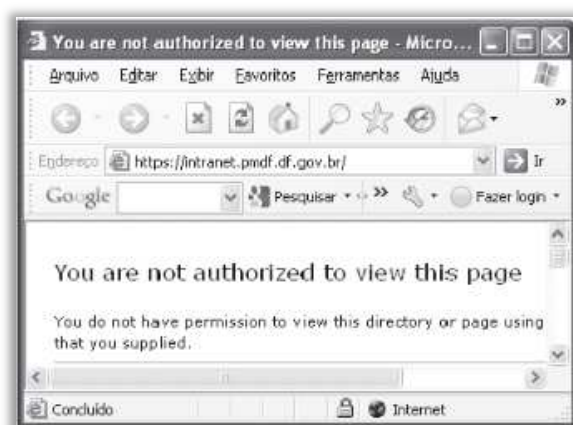 You are not authorized to view this page - Micro...
Arquivo Editar Exibir Favoritos Ferramentas Ajuda
»
Endereço https://intranet.pmdf.df.gov.br/ Ir
Google Pesquisar » Fazer login
You are not authorized to view this page
You do not have permission to view this directory or page using
that you supplied.
Concluído Internet